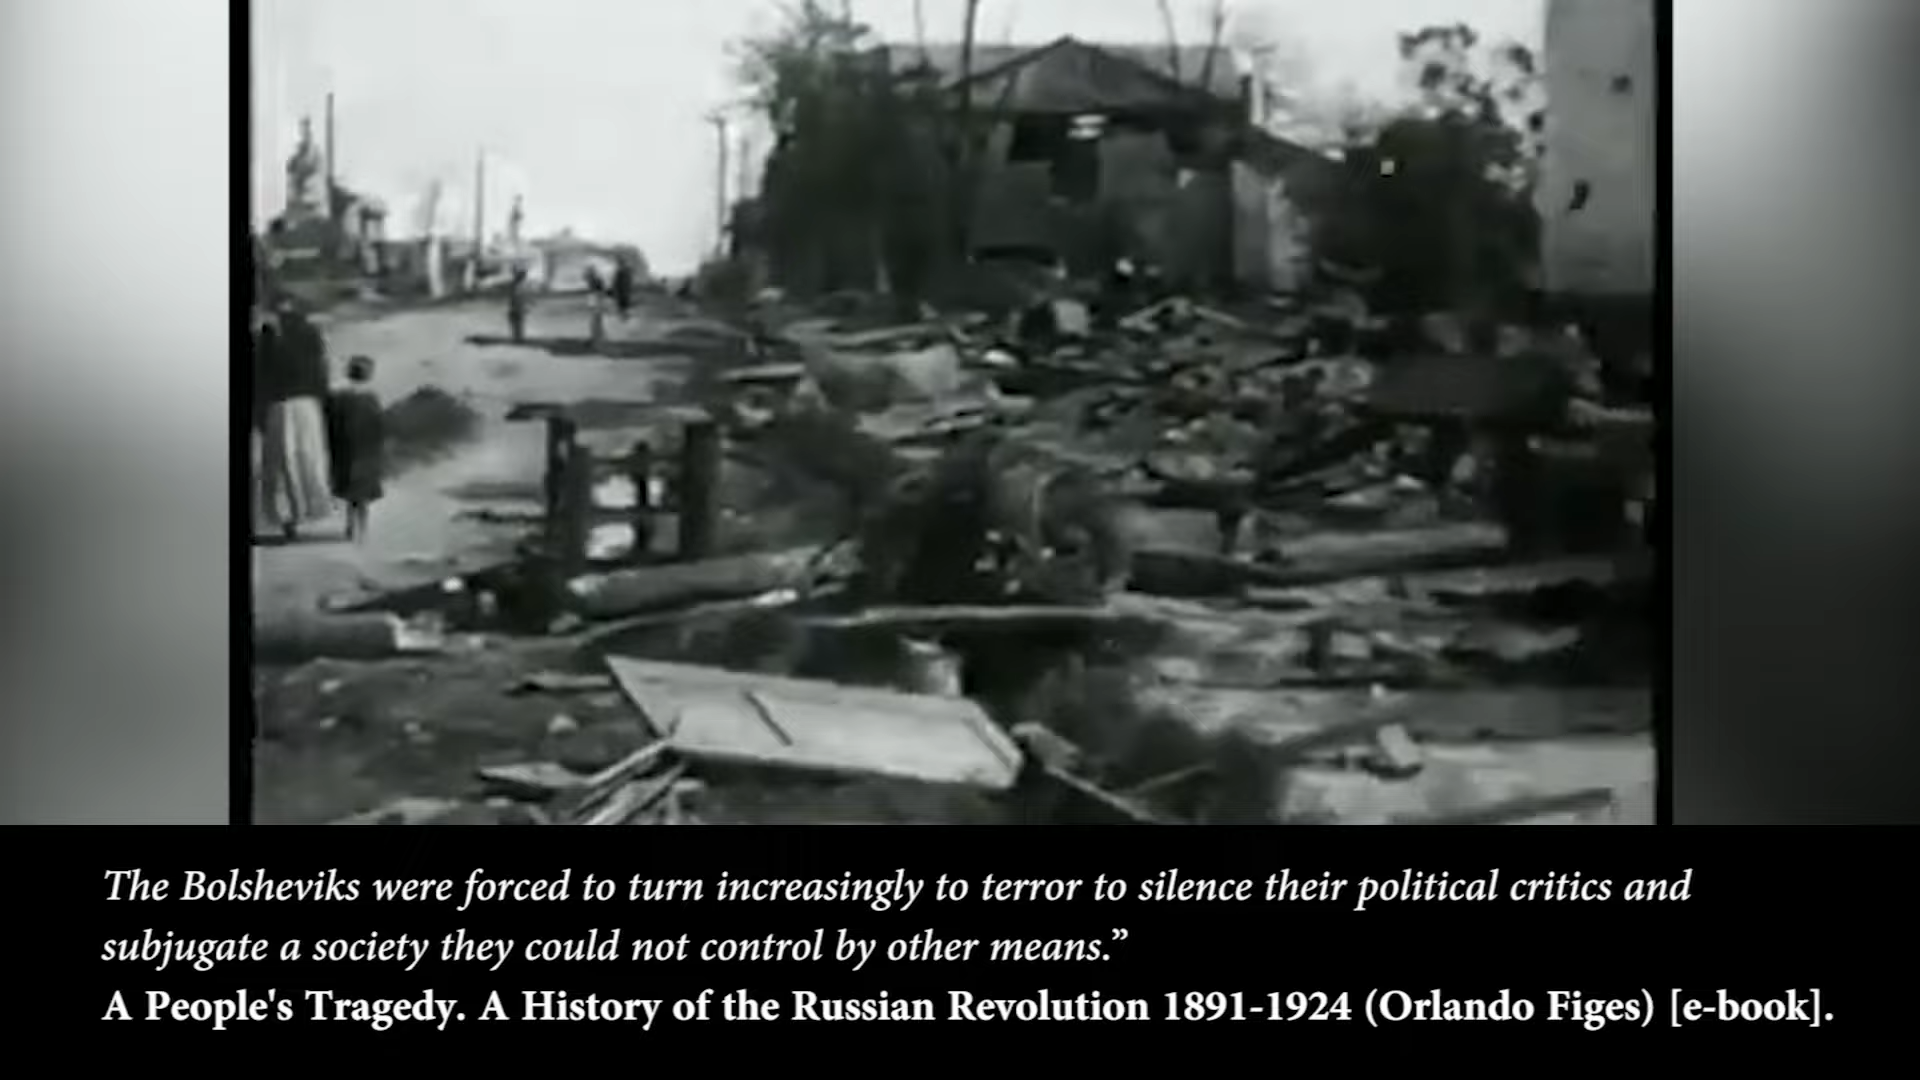 The Bolsheviks were forced to turn increasingly to terror to silence their political critics and
subjugate a society they could not control by other means.”
A People's Tragedy. A History of the Russian Revolution 1891-1924 (Orlando Figes) [e-book].